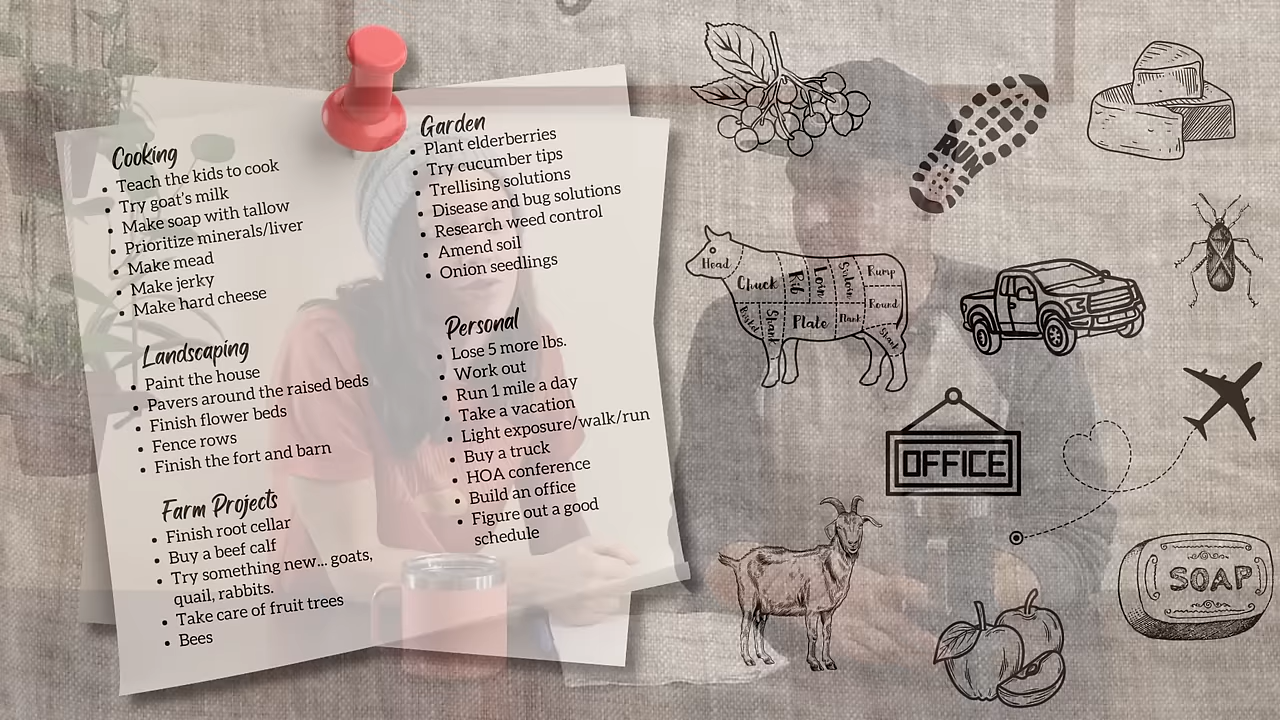 Cooking
Teach the kids to cook
Try goat's milk
Make soap with tallow
Prioritize minerals/liver
Make mead
Make jerky
Make hard cheese
Landscaping
Paint the house
Pavers around the raised beds
Finish flower beds
Fence rows
Finish the fort and barn
Farm Projects
Finish root cellar
Buy a beef calf
Try something new... goats,
quail, rabbits.
Take care of fruit trees
Bees
Garden
Plant elderberries
Try cucumber tips
Trellising solutions
Disease and bug solutions
Research weed control
Amend soil
Onion seedlings
Personal
Lose 5 more lbs.
Work out
Run 1 mile a day
Take a vacation
Light exposure/walk/run
Buy a truck
HOA conference
Build an office
Figure out a good
schedule
RUN
Head
Chuck
Rib
Loin
Sirloin
Rump
Round
Brisket
Shank
Plate
Flank
Shank
OFFICE
SOAP